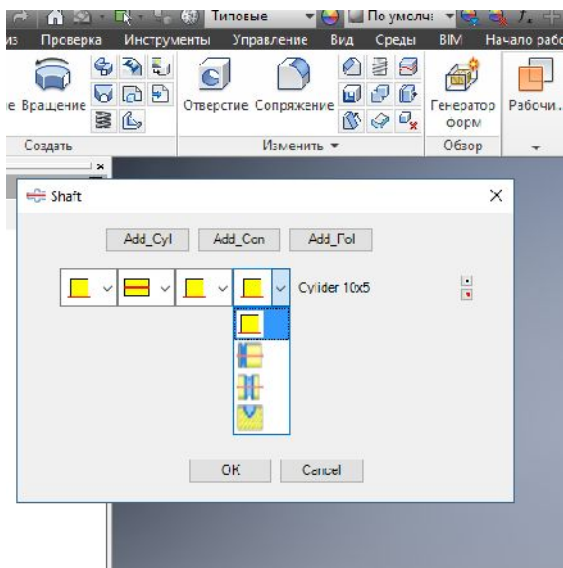 Типовые По умолч
из Проверка Инструменты Управление Вид Среды BIM Начало рабо
е Вращение Отверстие Сопряжение Генератор форм Рабочи...
Создать Изменить Обзор
Shaft
Add_Cyl Add_Con Add_Pol
Cylider 10x5
OK Cancel